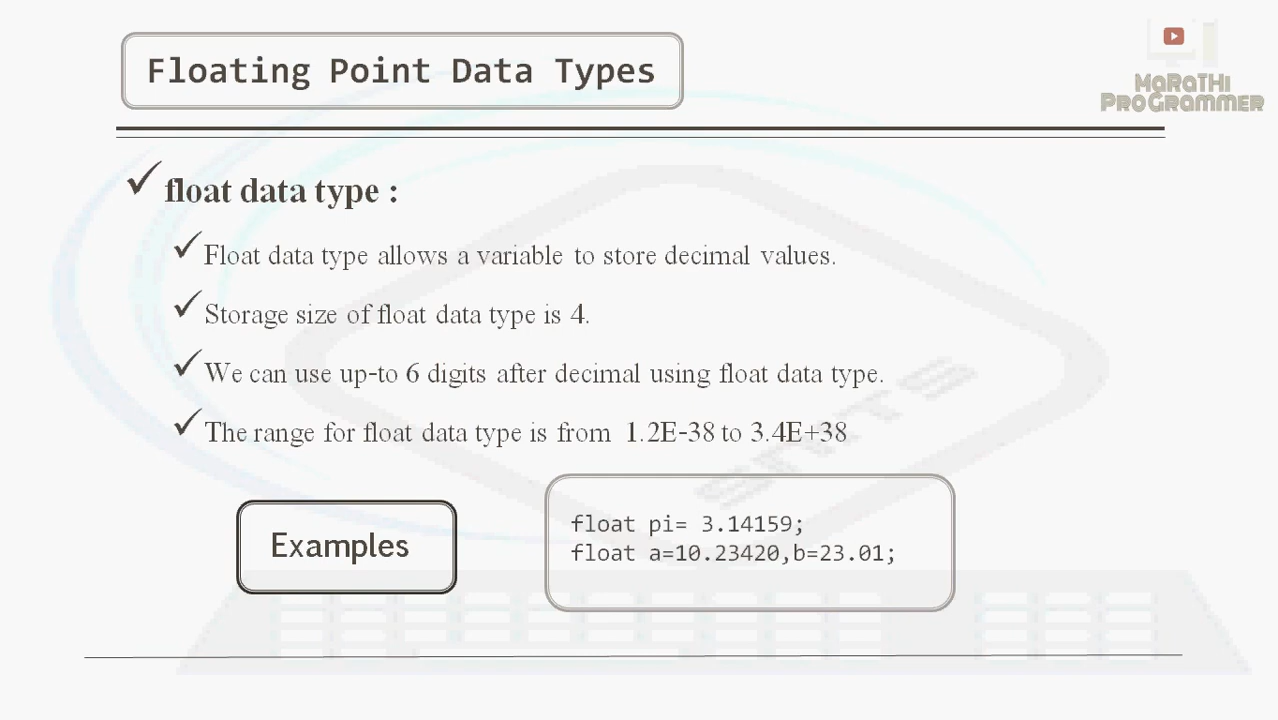 Floating Point Data Types
MaRaTHi
ProGrammer
float data type :
Float data type allows a variable to store decimal values.
Storage size of float data type is 4.
We can use up-to 6 digits after decimal using float data type.
The range for float data type is from 1.2E-38 to 3.4E+38
SMTS
Examples
float pi= 3.14159;
float a=10.23420,b=23.01;